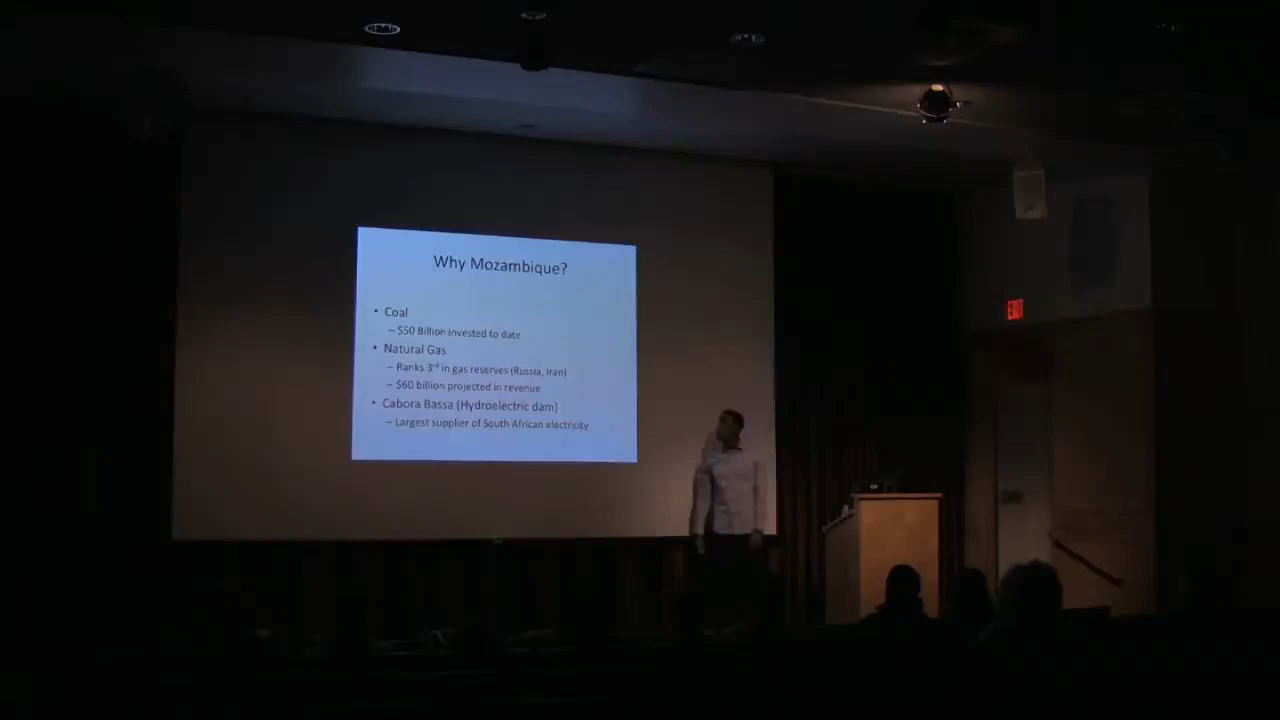 Why Mozambique?
• Coal
– $50 Billion invested to date
• Natural Gas
– Ranks 3rd in gas reserves (Russia, Iran)
– $60 billion projected in revenue
• Cabora Bassa (Hydroelectric dam)
– Largest supplier of South African electricity